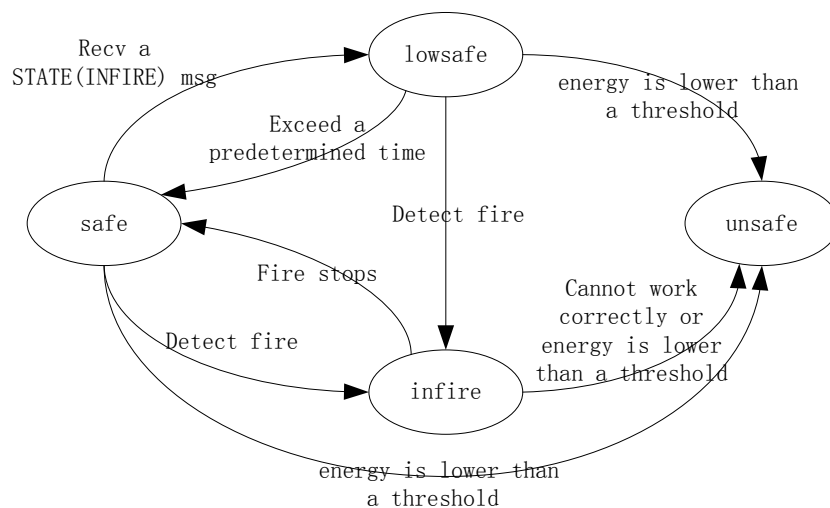 Recv a
STATE(INFIRE) msg
lowsafe
energy is lower than
a threshold
Exceed a
predetermined time
safe
Detect fire
unsafe
Fire stops
Cannot work
correctly or
energy is lower
than a threshold
Detect fire
infire
energy is lower than
a threshold